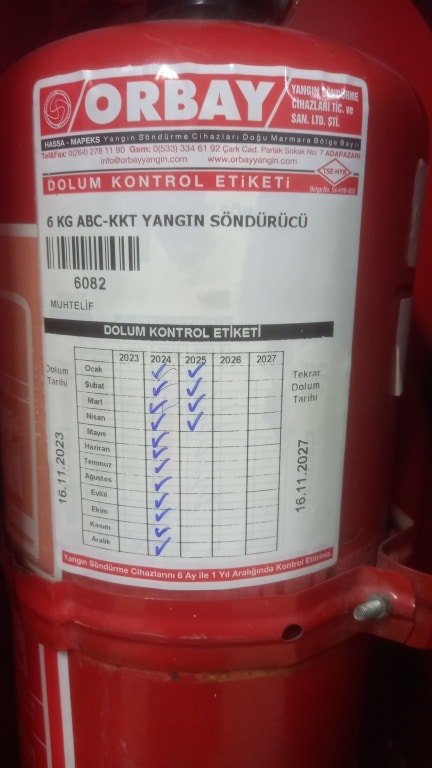 ORBAY
YANGIN SÖNDÜRME
CİHAZLARI TİC. ve
SAN. LTD. ŞTİ.
HASSA - MAPEKS Yangın Söndürme Cihazları Doğu Marmara Bölge Bayii
Tel&Fax: 0(264) 278 11 90 Gsm: 0(533) 334 61 92 Çark Cad. Parlak Sokak No: 7 ADAPAZARI
info@orbayyangin.com www.orbayyangin.com
TSE-HYB
DOLUM KONTROL ETİKETİ
6 KG ABC-KKT YANGIN SÖNDÜRÜCÜ
6082
MUHTELİF
DOLUM KONTROL ETİKETİ
2023 2024 2025 2026 2027
Dolum Tarihi
16.11.2023
Ocak ✓ ✓
Şubat ✓ ✓
Mart ✓ ✓
Nisan ✓ ✓
Mayıs ✓
Haziran ✓
Temmuz ✓
Ağustos ✓
Eylül ✓
Ekim ✓
Kasım ✓
Aralık ✓
Tekrar Dolum Tarihi
16.11.2027
Yangın Söndürme Cihazlarını 6 Ay ile 1 Yıl Aralığında Kontrol Ettiriniz.